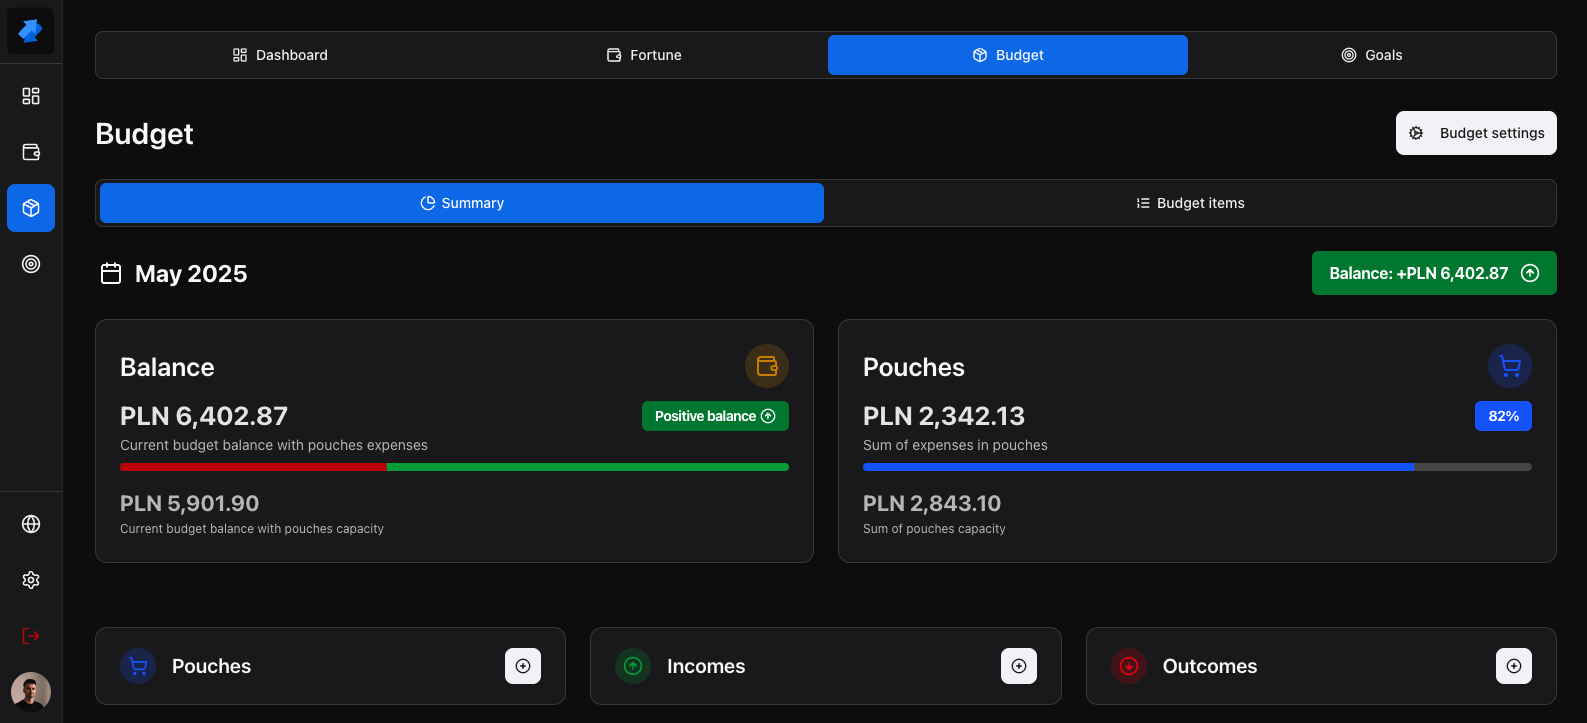 Dashboard
Fortune
Budget
Goals
Budget
Budget settings
Summary
Budget items
May 2025
Balance: +PLN 6,402.87
Balance
PLN 6,402.87
Positive balance
Current budget balance with pouches expenses
PLN 5,901.90
Current budget balance with pouches capacity
Pouches
PLN 2,342.13
82%
Sum of expenses in pouches
PLN 2,843.10
Sum of pouches capacity
Pouches
Incomes
Outcomes